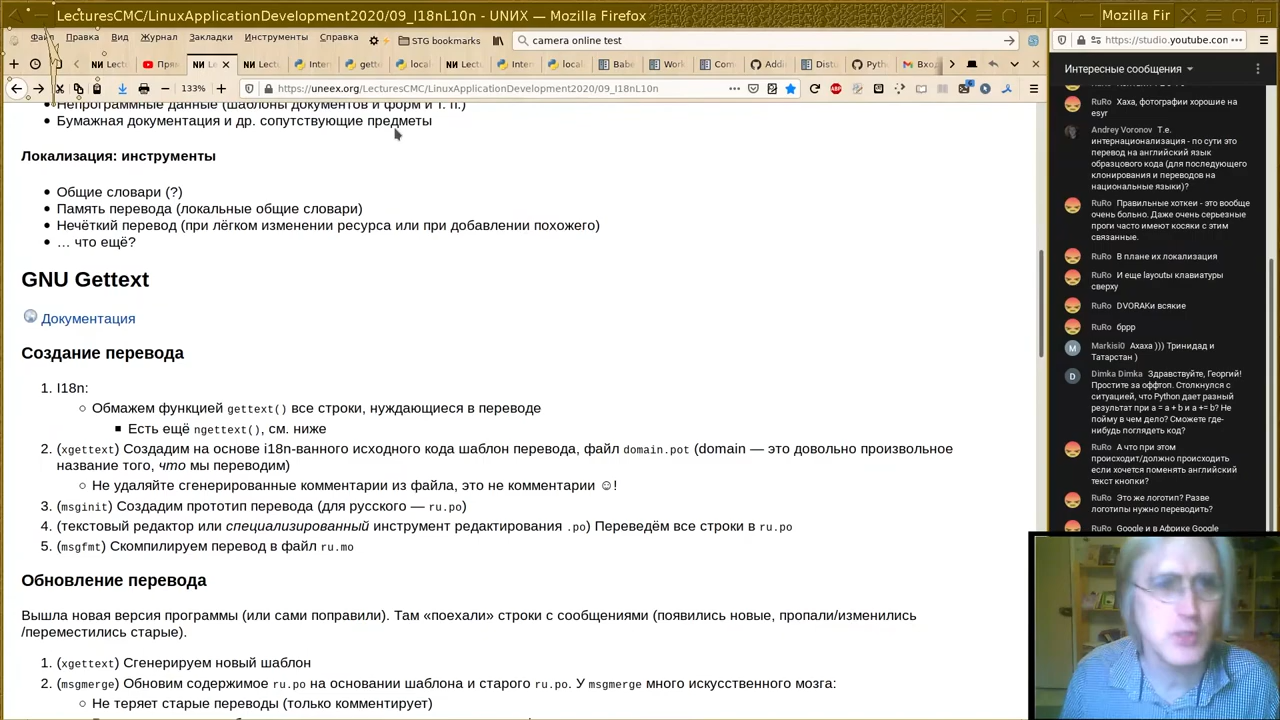 LecturesCMC/LinuxApplicationDevelopment2020/09_I18nL10n - UNИX — Mozilla Firefox
Файл Правка Вид Журнал Закладки Инструменты Справка
STG bookmarks
camera online test
133%
https://uneex.org/LecturesCMC/LinuxApplicationDevelopment2020/09_I18nL10n
Непрограммные данные (шаблоны документов и форм и т. п.)
Бумажная документация и др. сопутствующие предметы
Локализация: инструменты
Общие словари (?)
Память перевода (локальные общие словари)
Нечёткий перевод (при лёгком изменении ресурса или при добавлении похожего)
… что ещё?
GNU Gettext
Документация
Создание перевода
1. I18n:
Обмажем функцией gettext() все строки, нуждающиеся в переводе
Есть ещё ngettext(), см. ниже
2. (xgettext) Создадим на основе i18n-ванного исходного кода шаблон перевода, файл domain.pot (domain — это довольно произвольное
название того, что мы переводим)
Не удаляйте сгенерированные комментарии из файла, это не комментарии ☺!
3. (msginit) Создадим прототип перевода (для русского — ru.po)
4. (текстовый редактор или специализированный инструмент редактирования .po) Переведём все строки в ru.po
5. (msgfmt) Скомпилируем перевод в файл ru.mo
Обновление перевода
Вышла новая версия программы (или сами поправили). Там «поехали» строки с сообщениями (появились новые, пропали/изменились
/переместились старые).
1. (xgettext) Сгенерируем новый шаблон
2. (msgmerge) Обновим содержимое ru.po на основании шаблона и старого ru.po. У msgmerge много искусственного мозга:
Не теряет старые переводы (только комментирует)
Mozilla Fir
https://studio.youtube.con
Интересные сообщения
RuRo Хаха, фотографии хорошие на
esyr
Andrey Voronov Т.е.
интернационализация - по сути это
перевод на английский язык
образцового кода (для последующего
клонирования и переводов на
национальные языки)?
RuRo Правильные хоткеи - это вообще
очень больно. Даже очень серьезные
проги часто имеют косяки с этим
связанные.
RuRo В плане их локализация
RuRo И еще layoutы клавиатуры
сверху
RuRo DVORAKи всякие
RuRo бррр
Markisi0 Ахаха ))) Тринидад и
Татарстан )
Dimka Dimka Здравствуйте, Георгий!
Простите за оффтоп. Столкнулся с
ситуацией, что Python дает разный
результат при a = a + b и a += b? Не
пойму в чем дело? Сможете где-
нибудь поглядеть код?
RuRo А что при этом
происходит/должно происходить
если хочется поменять английский
текст кнопки?
RuRo Это же логотип? Разве
логотипы нужно переводить?
RuRo Google и в Африке Google